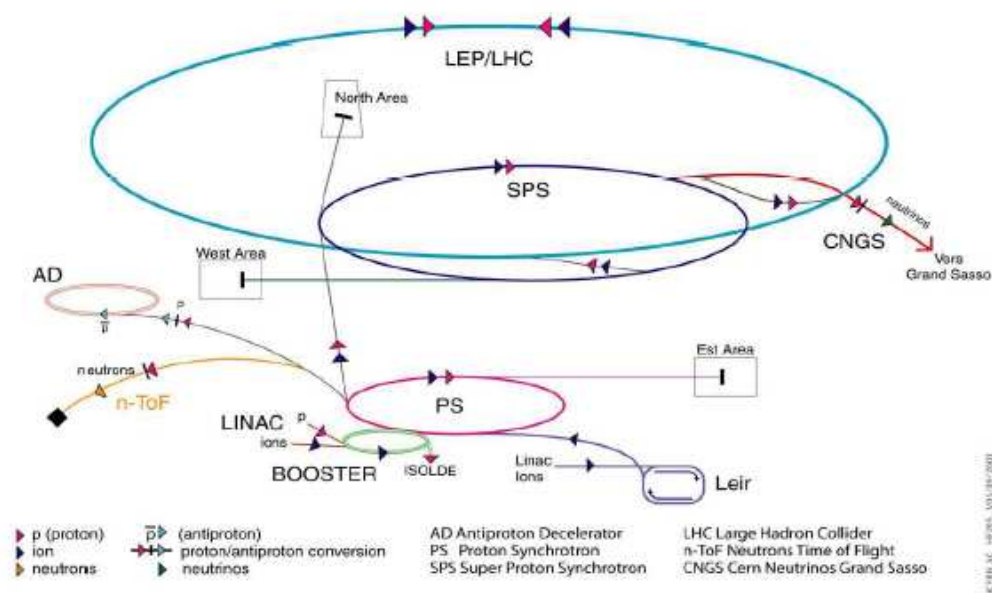 LEP/LHC
North Area
SPS
neutrinos
CNGS
Vers
Grand Sasso
West Area
AD
p
p̅
neutrons
n-ToF
Est Area
PS
LINAC
p
ions
BOOSTER
ISOLDE
Linac
Ions
Leir
p (proton)
ion
neutrons
p̅ (antiproton)
proton/antiproton conversion
neutrinos
AD Antiproton Decelerator
PS Proton Synchrotron
SPS Super Proton Synchrotron
LHC Large Hadron Collider
n-ToF Neutrons Time of Flight
CNGS Cern Neutrinos Grand Sasso